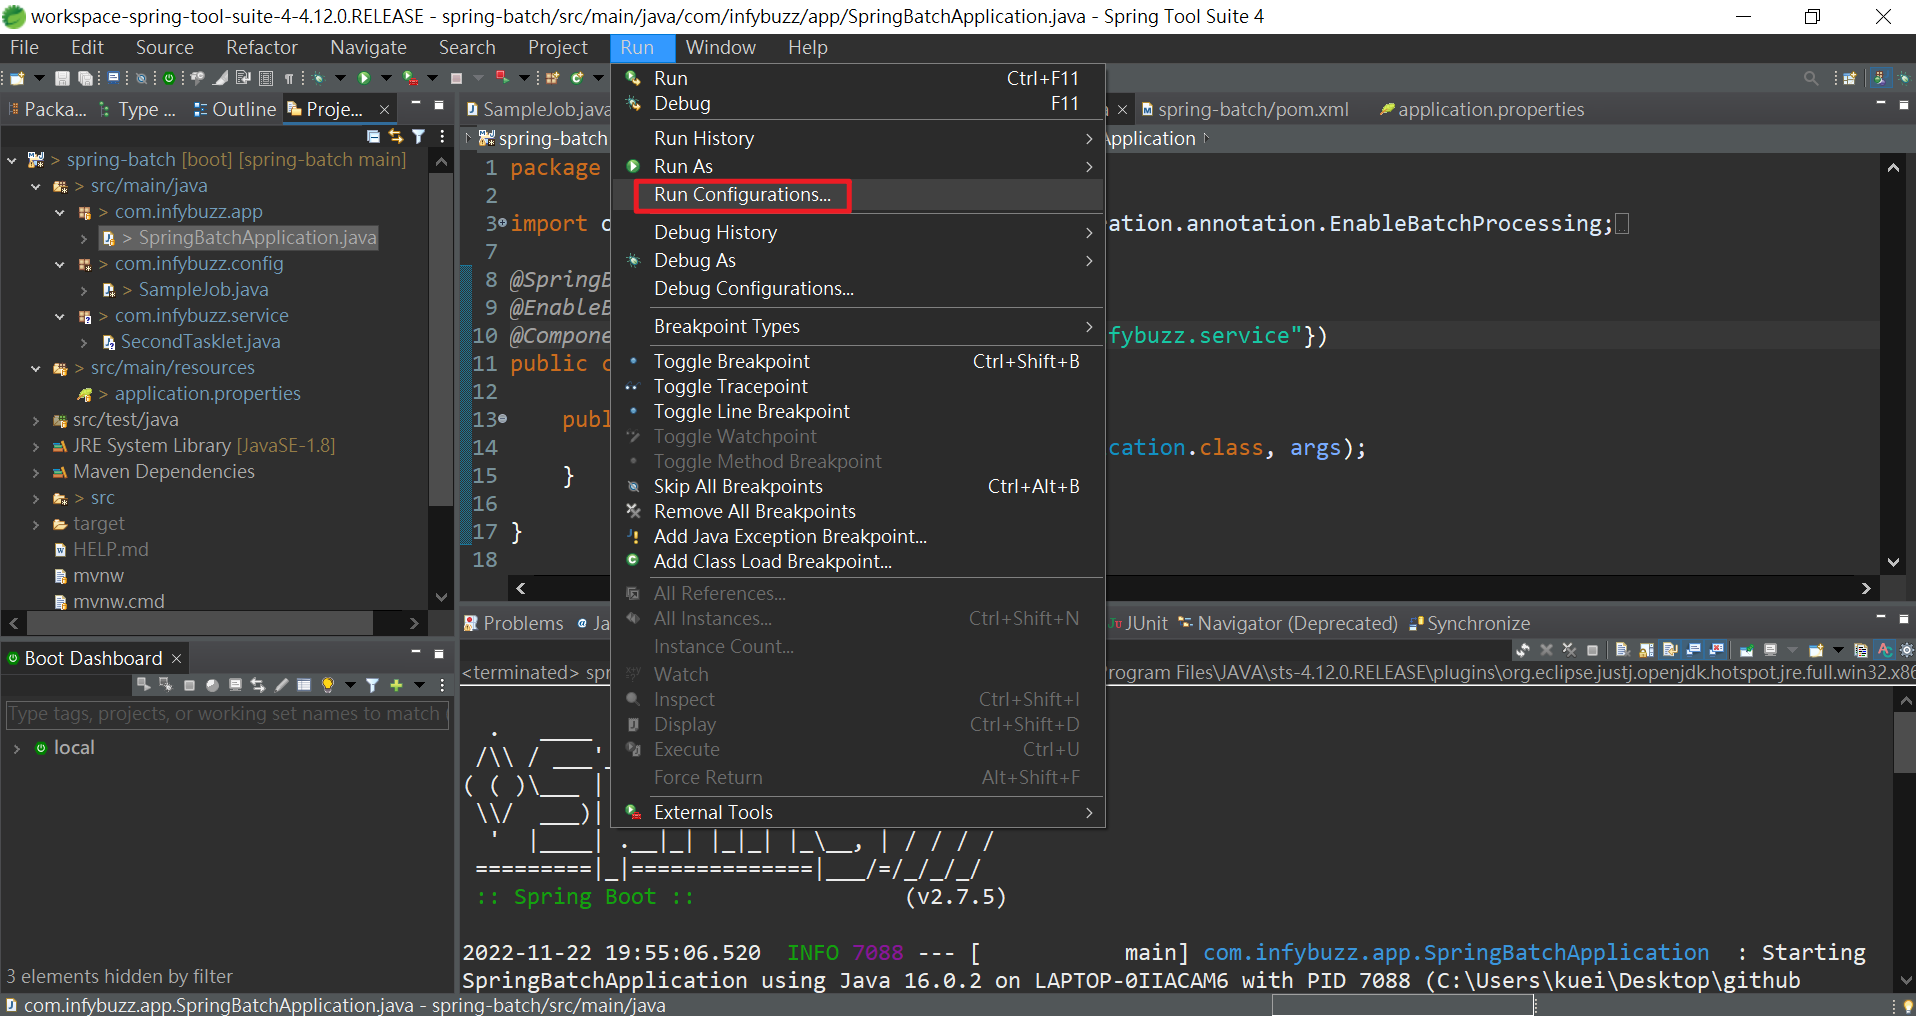 workspace-spring-tool-suite-4-4.12.0.RELEASE - spring-batch/src/main/java/com/infybuzz/app/SpringBatchApplication.java - Spring Tool Suite 4
File Edit Source Refactor Navigate Search Project Run Window Help
Packa... Type ... Outline Proje...
> spring-batch [boot] [spring-batch main]
> src/main/java
> com.infybuzz.app
> SpringBatchApplication.java
> com.infybuzz.config
> SampleJob.java
> com.infybuzz.service
SecondTasklet.java
> src/main/resources
> application.properties
src/test/java
JRE System Library [JavaSE-1.8]
Maven Dependencies
> src
target
HELP.md
mvnw
mvnw.cmd
Boot Dashboard
Type tags, projects, or working set names to match (
local
3 elements hidden by filter
Run Ctrl+F11
Debug F11
Run History
Run As
Run Configurations...
Debug History
Debug As
Debug Configurations...
Breakpoint Types
Toggle Breakpoint Ctrl+Shift+B
Toggle Tracepoint
Toggle Line Breakpoint
Toggle Watchpoint
Toggle Method Breakpoint
Skip All Breakpoints Ctrl+Alt+B
Remove All Breakpoints
Add Java Exception Breakpoint...
Add Class Load Breakpoint...
All References...
All Instances... Ctrl+Shift+N
Instance Count...
Watch
Inspect Ctrl+Shift+I
Display Ctrl+Shift+D
Execute Ctrl+U
Force Return Alt+Shift+F
External Tools
SampleJob.java spring-batch/pom.xml application.properties
spring-batch Application
1 package
2
3 import o ation.annotation.EnableBatchProcessing;
7
8 @SpringB
9 @EnableB
10 @Compone fybuzz.service"})
11 public c
12
13 publ
14 cation.class, args);
15 }
16
17 }
18
Problems @ Ja JUnit Navigator (Deprecated) Synchronize
<terminated> spr rogram Files\JAVA\sts-4.12.0.RELEASE\plugins\org.eclipse.justj.openjdk.hotspot.jre.full.win32.x86
:: Spring Boot :: (v2.7.5)
2022-11-22 19:55:06.520 INFO 7088 --- [ main] com.infybuzz.app.SpringBatchApplication : Starting
SpringBatchApplication using Java 16.0.2 on LAPTOP-0IIACAM6 with PID 7088 (C:\Users\kuei\Desktop\github
com.infybuzz.app.SpringBatchApplication.java - spring-batch/src/main/java